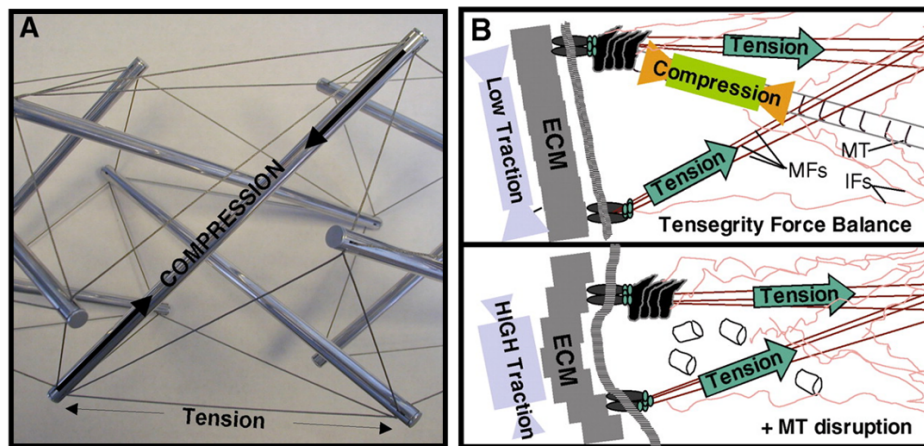 A
COMPRESSION
Tension
B
Tension
Compression
Low Traction
ECM
Tension
MT
MFs
IFs
Tensegrity Force Balance
Tension
HIGH Traction
ECM
Tension
+ MT disruption